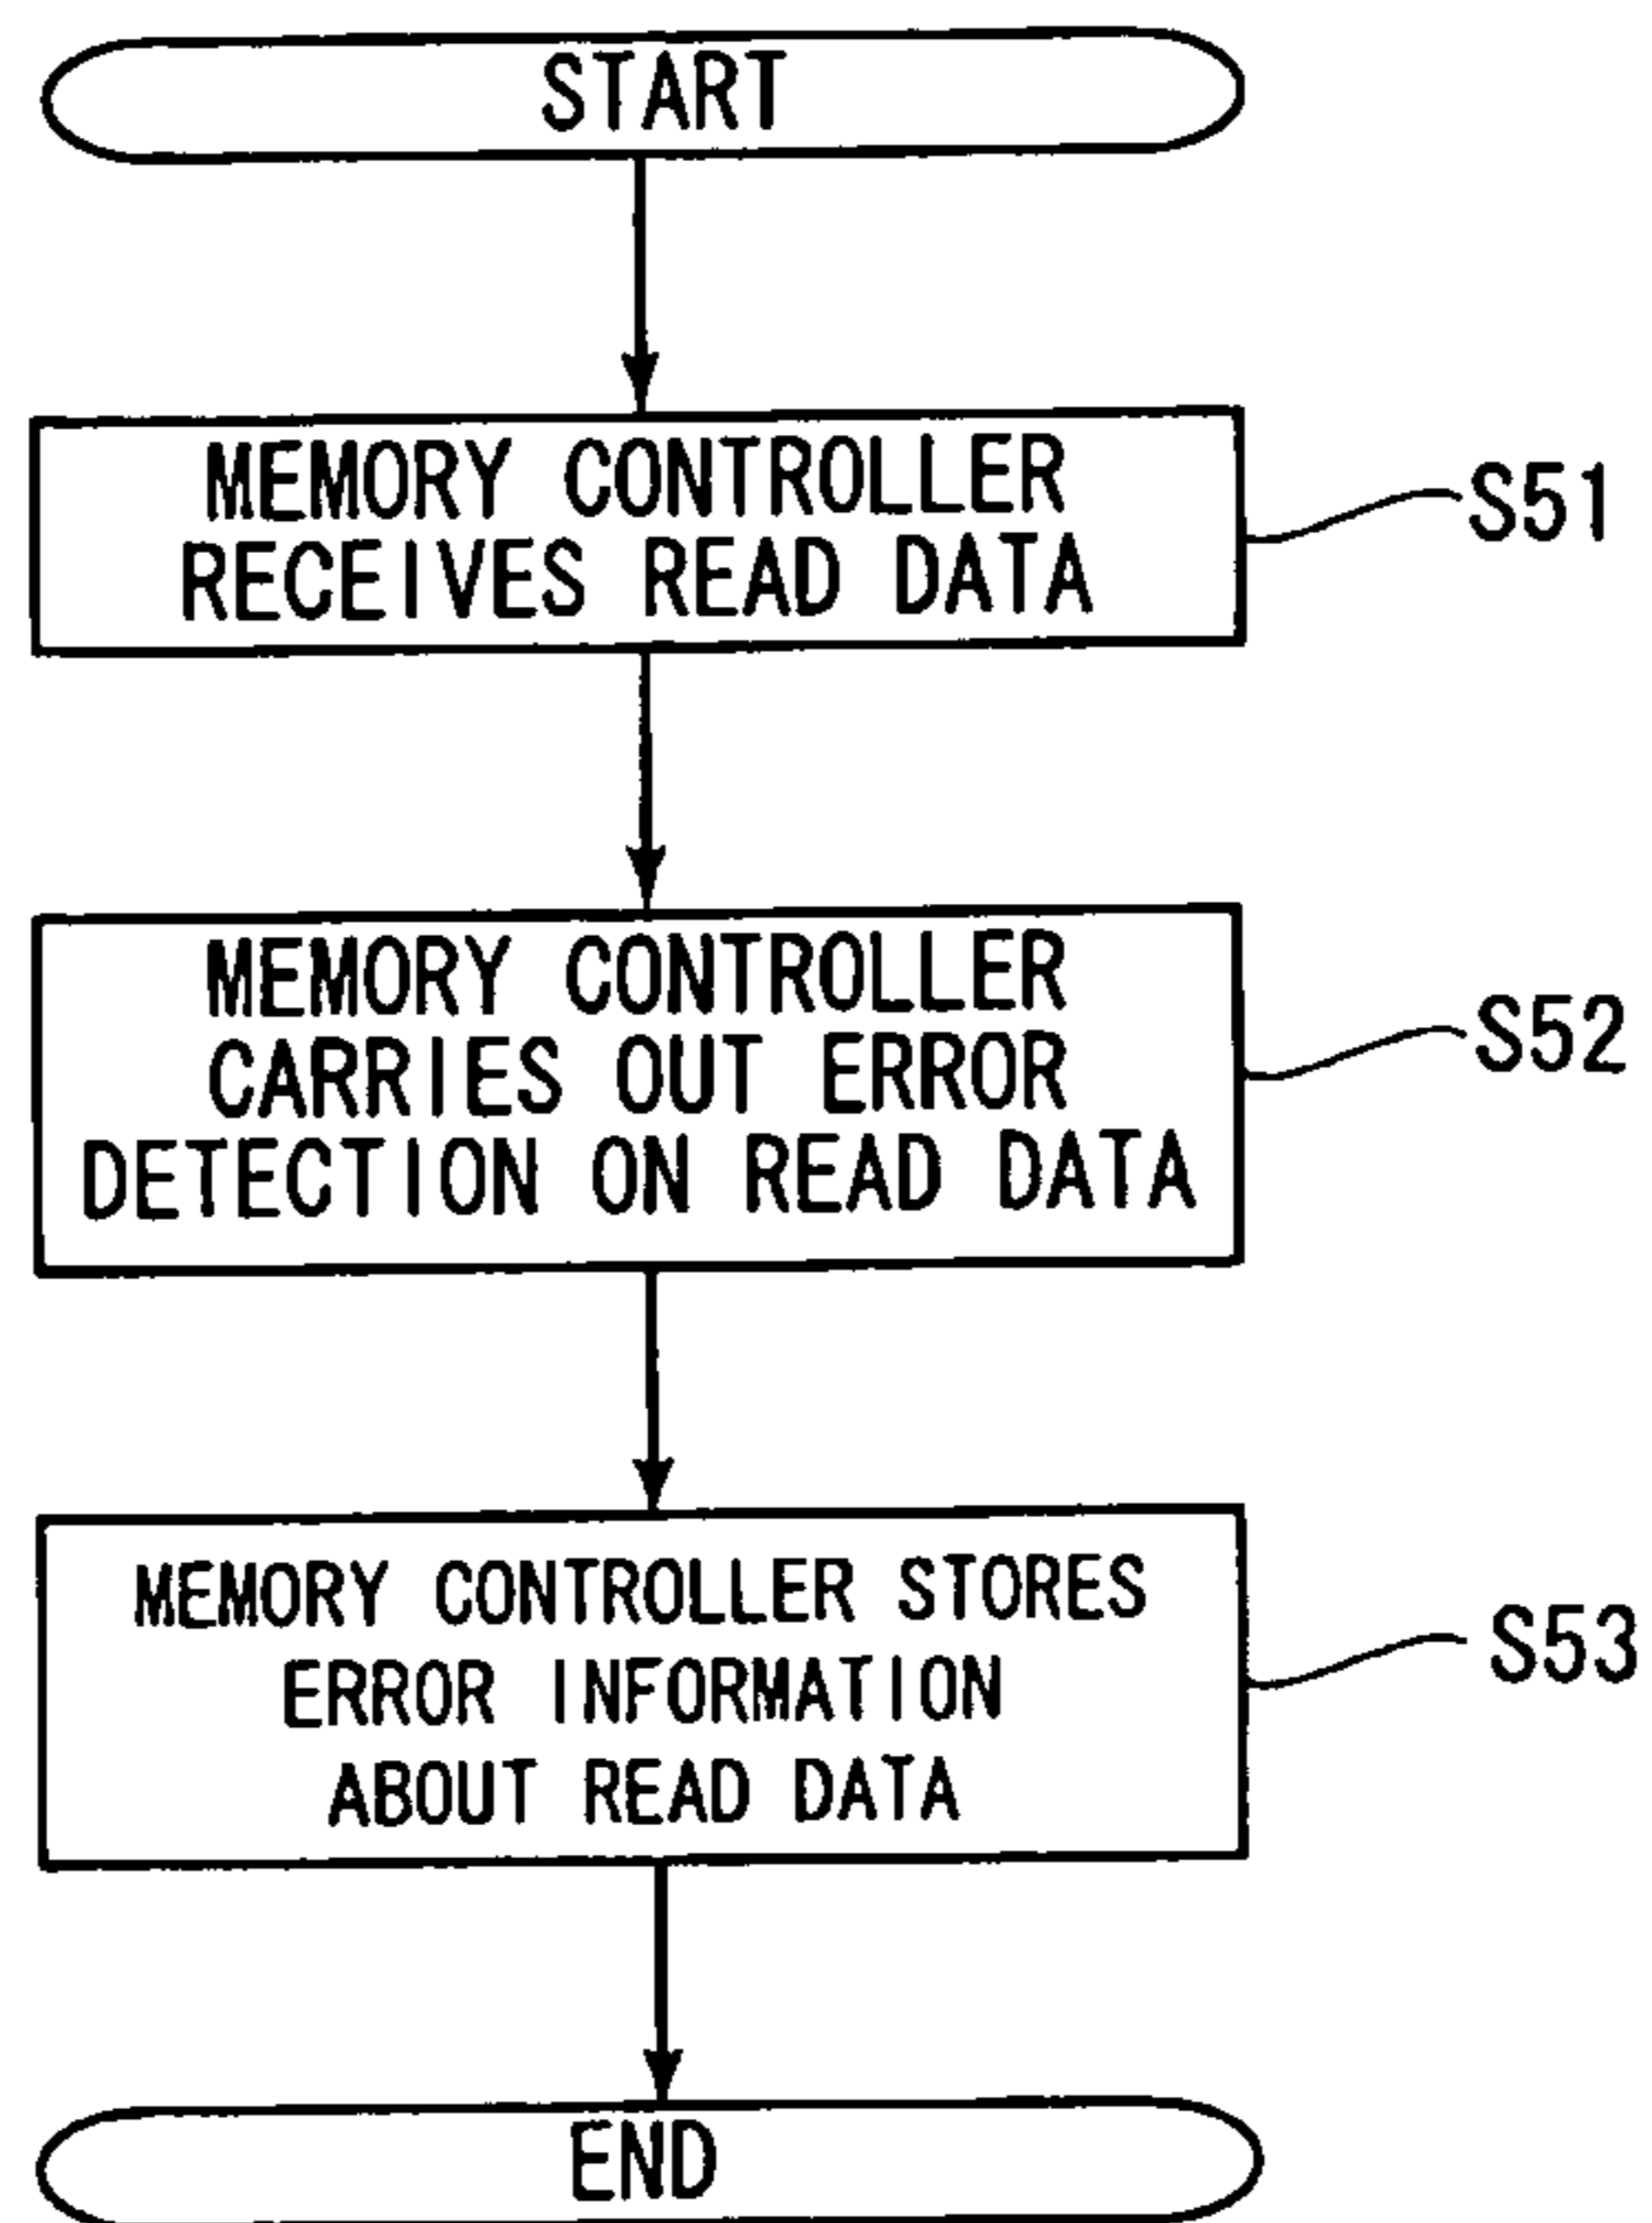 START
MEMORY CONTROLLER
RECEIVES READ DATA
S51
MEMORY CONTROLLER
CARRIES OUT ERROR
DETECTION ON READ DATA
S52
MEMORY CONTROLLER STORES
ERROR INFORMATION
ABOUT READ DATA
S53
END